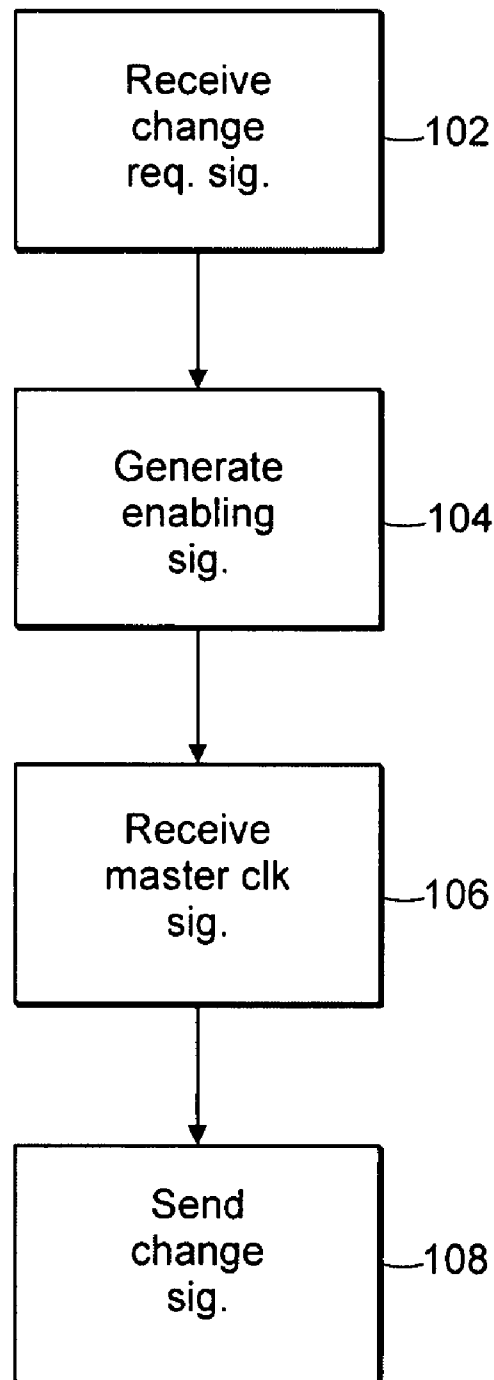 Receive
change
req. sig.
102
Generate
enabling
sig.
104
Receive
master clk
sig.
106
Send
change
sig.
108